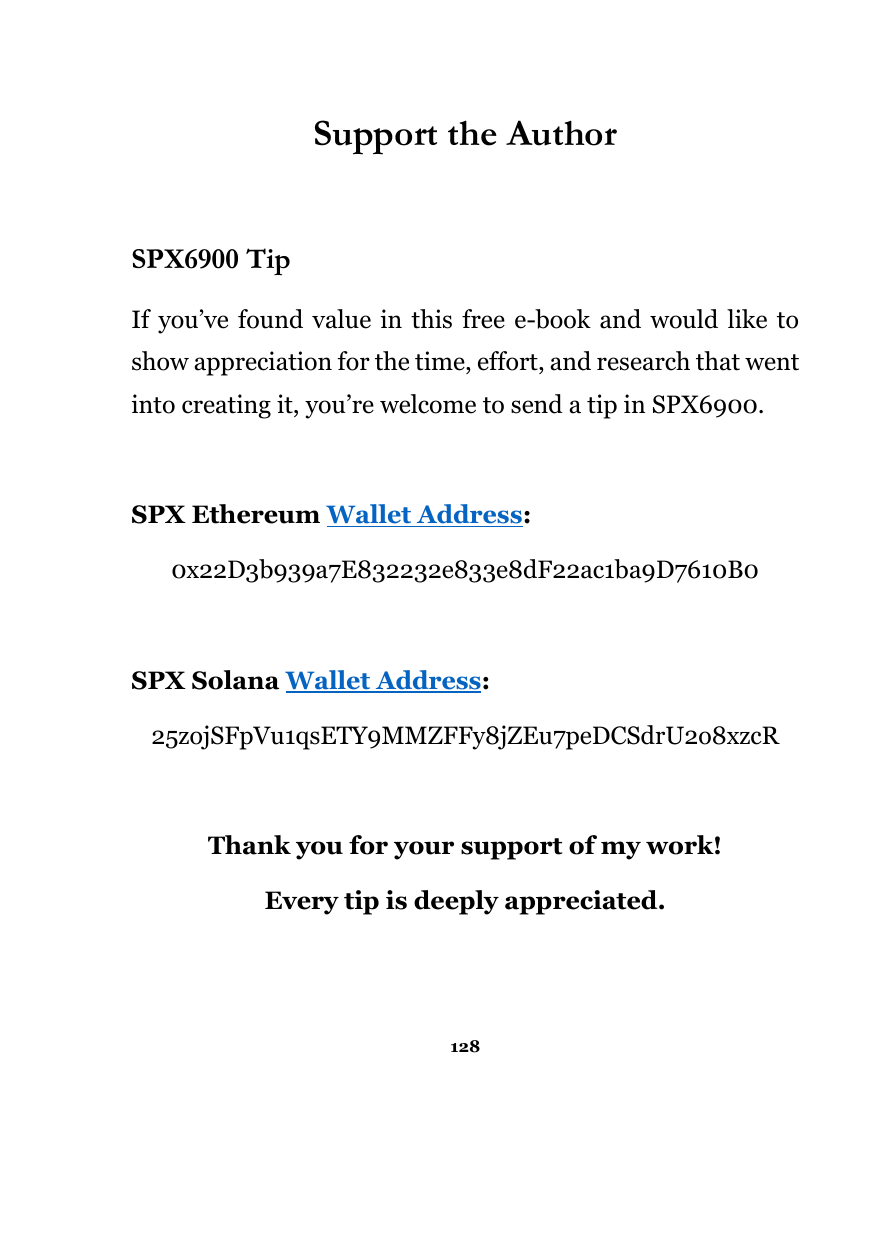 Support the Author
SPX6900 Tip
If you’ve found value in this free e-book and would like to
show appreciation for the time, effort, and research that went
into creating it, you’re welcome to send a tip in SPX6900.
SPX Ethereum Wallet Address:
0x22D3b939a7E832232e833e8dF22ac1ba9D7610B0
SPX Solana Wallet Address:
25zojSFpVu1qsETY9MMZFFy8jZEu7peDCSdrU2o8xzcR
Thank you for your support of my work!
Every tip is deeply appreciated.
128